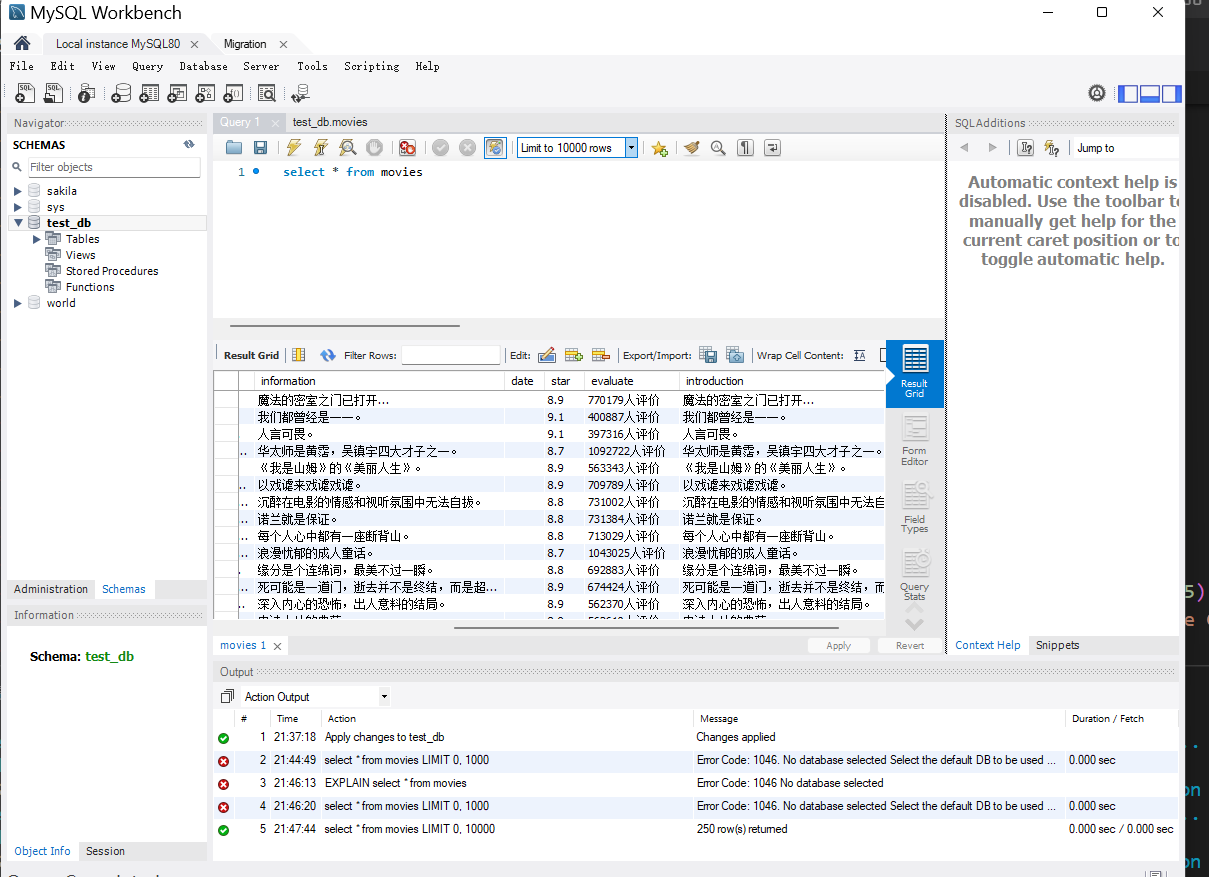 MySQL Workbench
Local instance MySQL80
Migration
File Edit View Query Database Server Tools Scripting Help
Navigator
SCHEMAS
Filter objects
sakila
sys
test_db
Tables
Views
Stored Procedures
Functions
world
Administration Schemas
Information
Schema: test_db
Object Info Session
Query 1 test_db.movies
Limit to 10000 rows
1 select * from movies
Result Grid Filter Rows: Edit: Export/Import: Wrap Cell Content:
information date star evaluate introduction
魔法的密室之门已打开... 8.9 770179人评价 魔法的密室之门已打开...
我们都曾经是一一。 9.1 400887人评价 我们都曾经是一一。
人言可畏。 9.1 397316人评价 人言可畏。
华太师是黄霑，吴镇宇四大才子之一。 8.7 1092722人评价 华太师是黄霑，吴镇宇四大才子之一。
《我是山姆》的《美丽人生》。 8.9 563343人评价 《我是山姆》的《美丽人生》。
以戏谑来戏谑戏谑。 8.9 709789人评价 以戏谑来戏谑戏谑。
沉醉在电影的情感和视听氛围中无法自拔。 8.8 731002人评价 沉醉在电影的情感和视听氛围中无法自
诺兰就是保证。 8.8 731384人评价 诺兰就是保证。
每个人心中都有一座断背山。 8.8 713029人评价 每个人心中都有一座断背山。
浪漫忧郁的成人童话。 8.7 1043025人评价 浪漫忧郁的成人童话。
缘分是个连绵词，最美不过一瞬。 8.8 692883人评价 缘分是个连绵词，最美不过一瞬。
死可能是一道门，逝去并不是终结，而是超... 8.9 674424人评价 死可能是一道门，逝去并不是终结，而
深入内心的恐怖，出人意料的结局。 8.9 562370人评价 深入内心的恐怖，出人意料的结局。
Result Grid
Form Editor
Field Types
Query Stats
movies 1 Apply Revert
SQLAdditions
Jump to
Automatic context help is
disabled. Use the toolbar to
manually get help for the
current caret position or to
toggle automatic help.
Context Help Snippets
Output
Action Output
# Time Action Message Duration / Fetch
1 21:37:18 Apply changes to test_db Changes applied
2 21:44:49 select * from movies LIMIT 0, 1000 Error Code: 1046. No database selected Select the default DB to be used ... 0.000 sec
3 21:46:13 EXPLAIN select * from movies Error Code: 1046 No database selected
4 21:46:20 select * from movies LIMIT 0, 1000 Error Code: 1046. No database selected Select the default DB to be used ... 0.000 sec
5 21:47:44 select * from movies LIMIT 0, 10000 250 row(s) returned 0.000 sec / 0.000 sec